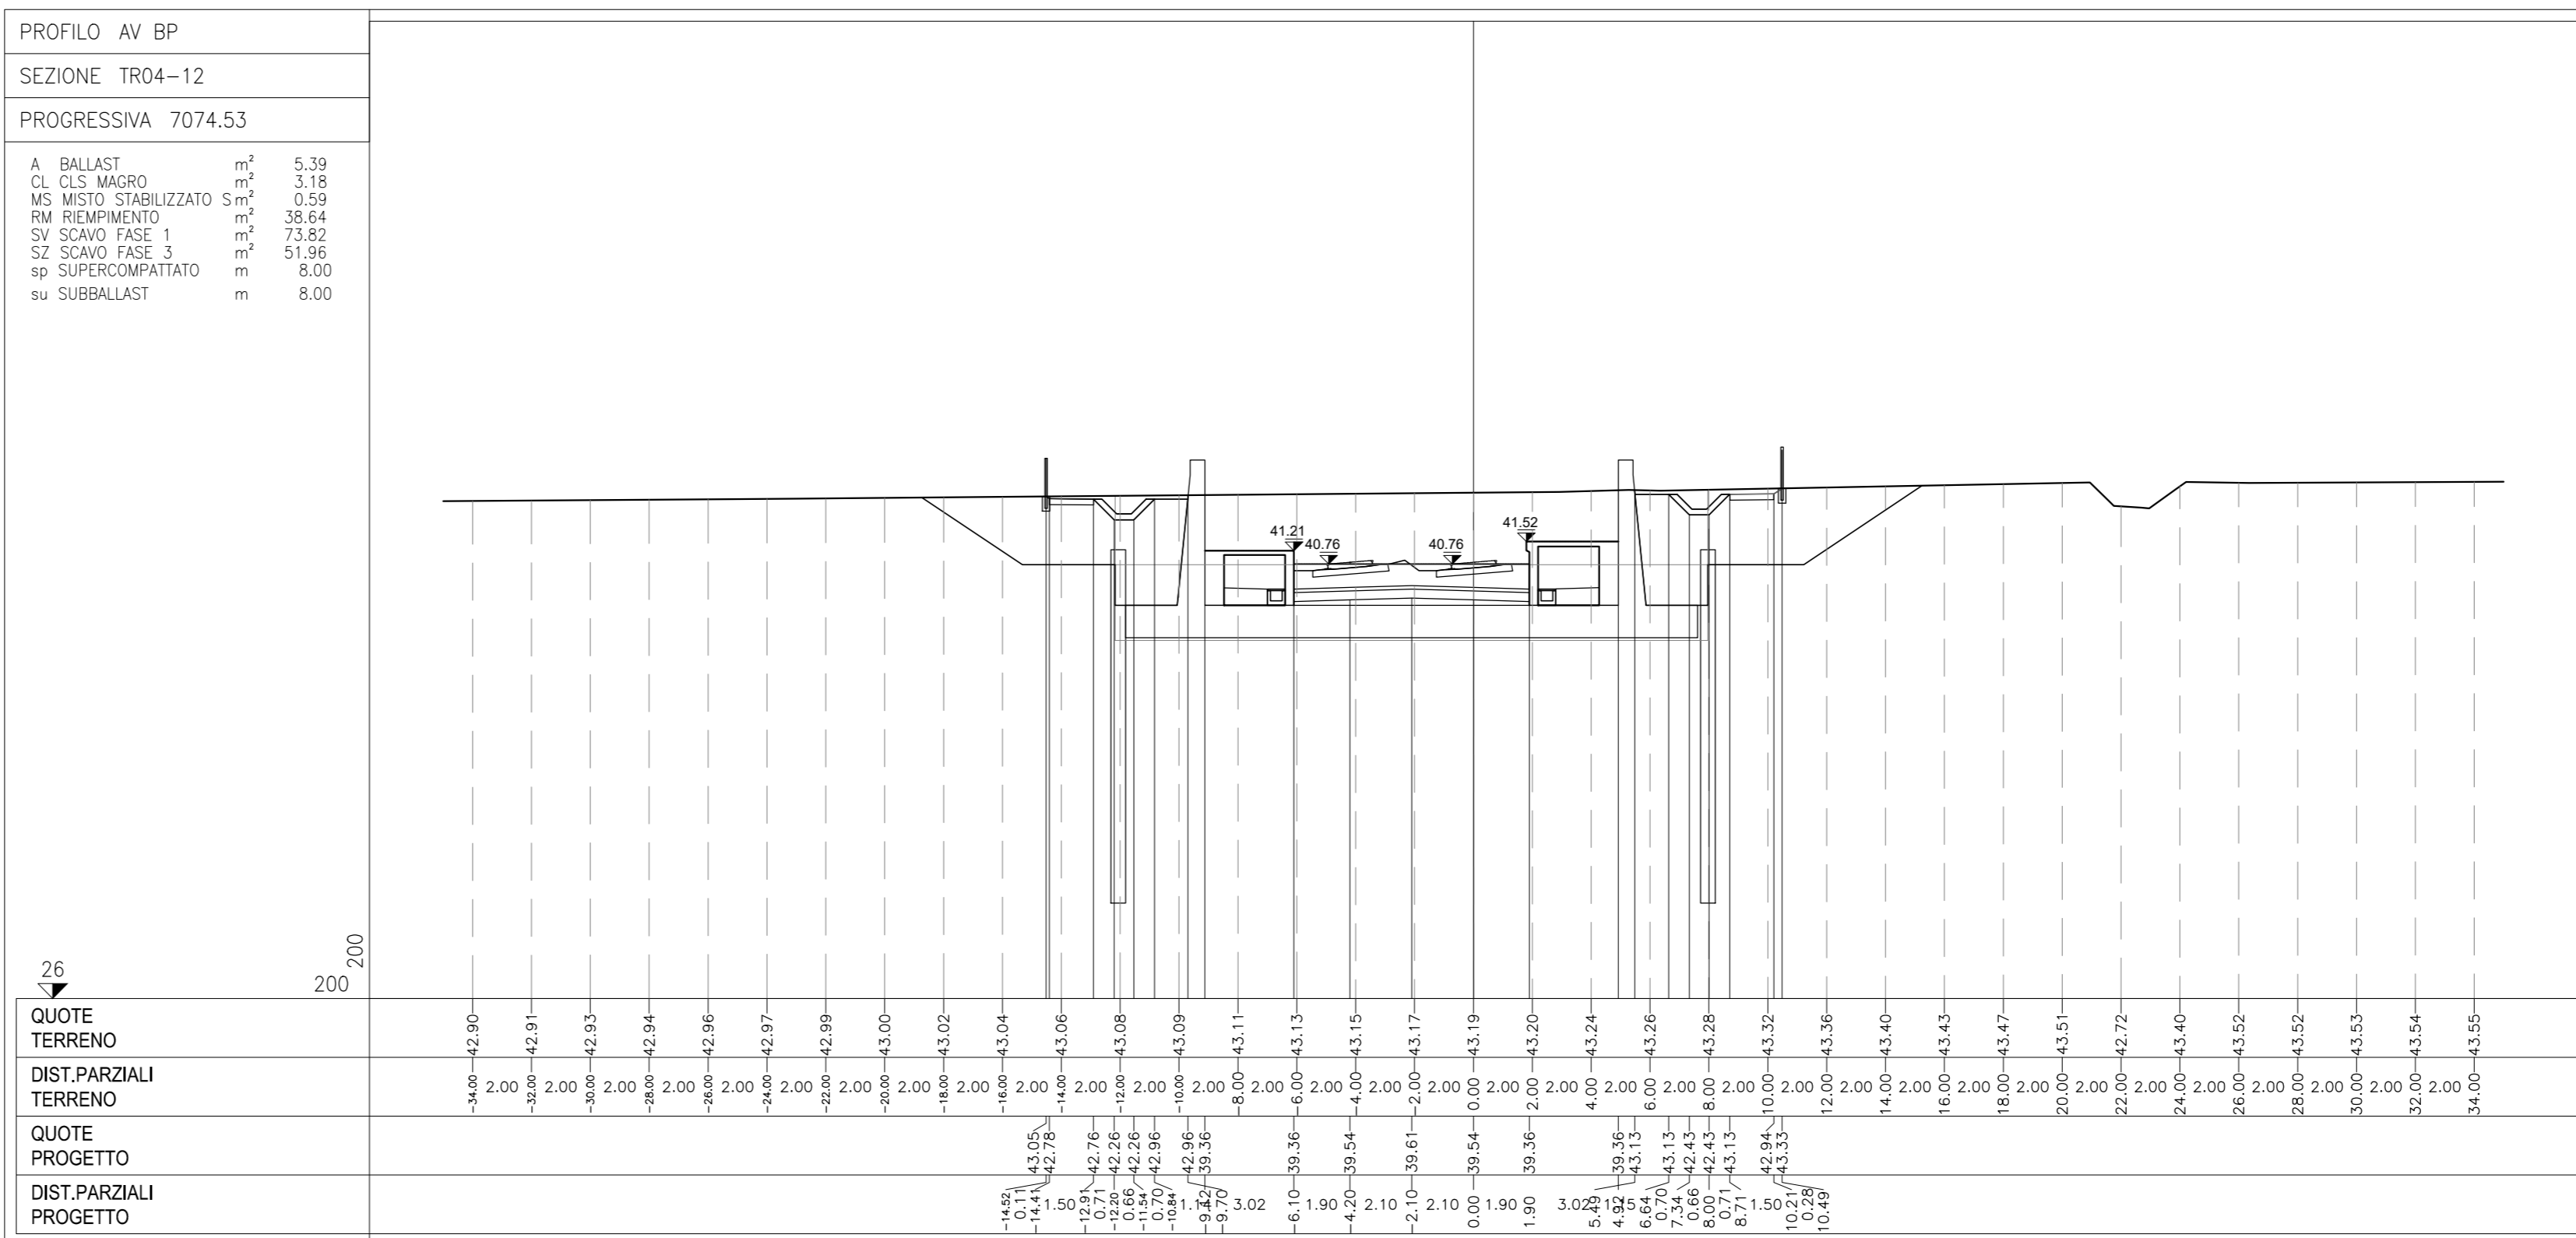 PROFILO AV BP
SEZIONE TR04-12
PROGRESSIVA 7074.53
A BALLAST m² 5.39
CL CLS MAGRO m² 3.18
MS MISTO STABILIZZATO S m² 0.59
RM RIEMPIMENTO m² 38.64
SV SCAVO FASE 1 m² 73.82
SZ SCAVO FASE 3 m² 51.96
sp SUPERCOMPATTATO m 8.00
su SUBBALLAST m 8.00
41.21
40.76
40.76
41.52
26
200
200
QUOTE
TERRENO
42.90 42.91 42.93 42.94 42.96 42.97 42.99 43.00 43.02 43.04 43.06 43.08 43.09 43.11 43.13 43.15 43.17 43.19 43.20 43.24 43.26 43.28 43.32 43.36 43.40 43.43 43.47 43.51 42.72 43.40 43.52 43.52 43.53 43.54 43.55
DIST.PARZIALI
TERRENO
-34.00 2.00 -32.00 2.00 -30.00 2.00 -28.00 2.00 -26.00 2.00 -24.00 2.00 -22.00 2.00 -20.00 2.00 -18.00 2.00 -16.00 2.00 -14.00 2.00 -12.00 2.00 -10.00 2.00 -8.00 2.00 -6.00 2.00 -4.00 2.00 -2.00 2.00 0.00 2.00 2.00 2.00 4.00 2.00 6.00 2.00 8.00 2.00 10.00 2.00 12.00 2.00 14.00 2.00 16.00 2.00 18.00 2.00 20.00 2.00 22.00 2.00 24.00 2.00 26.00 2.00 28.00 2.00 30.00 2.00 32.00 2.00 34.00
QUOTE
PROGETTO
43.05 42.78 42.76 42.26 42.26 42.96 42.96 39.36 39.36 39.54 39.61 39.54 39.36 39.36 43.13 43.13 42.43 42.43 43.13 42.94 43.33
DIST.PARZIALI
PROGETTO
-14.52 0.11 -14.41 1.50 -12.91 0.71 -12.20 0.66 -11.54 0.70 -10.84 9.70 3.02 -6.10 1.90 -4.20 2.10 -2.10 2.10 0.00 1.90 1.90 3.02 5.49 4.92 6.64 0.70 7.34 0.66 8.00 0.71 8.71 1.50 10.21 0.28 10.49